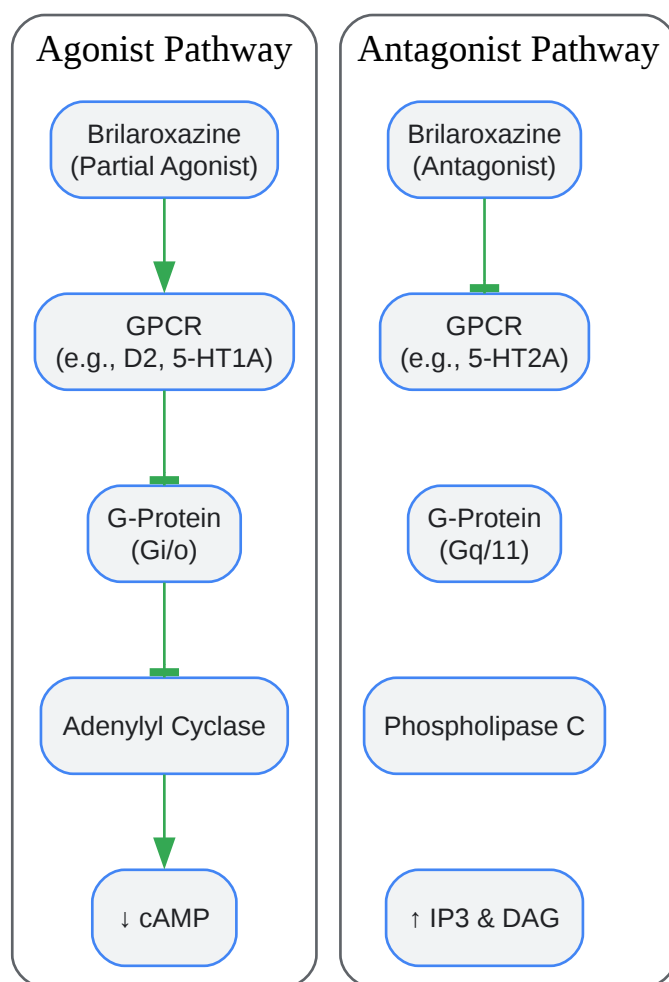 Agonist Pathway
Brilaroxazine
(Partial Agonist)
GPCR
(e.g., D2, 5-HT1A)
G-Protein
(Gi/o)
Adenylyl Cyclase
↓ cAMP
Antagonist Pathway
Brilaroxazine
(Antagonist)
GPCR
(e.g., 5-HT2A)
G-Protein
(Gq/11)
Phospholipase C
↑ IP3 & DAG